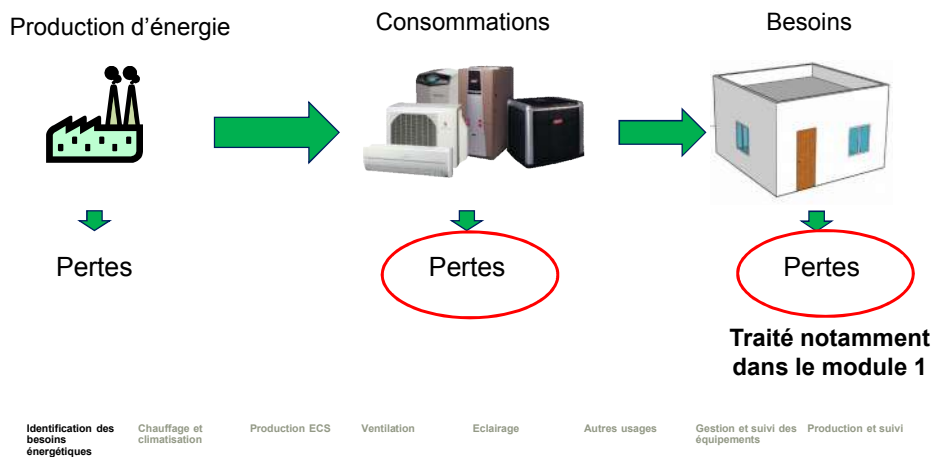 Production d’énergie
Consommations
Besoins
Pertes
Pertes
Pertes
Traité notamment
dans le module 1
Identification des
besoins
énergétiques
Chauffage et
climatisation
Production ECS
Ventilation
Eclairage
Autres usages
Gestion et suivi des
équipements
Production et suivi